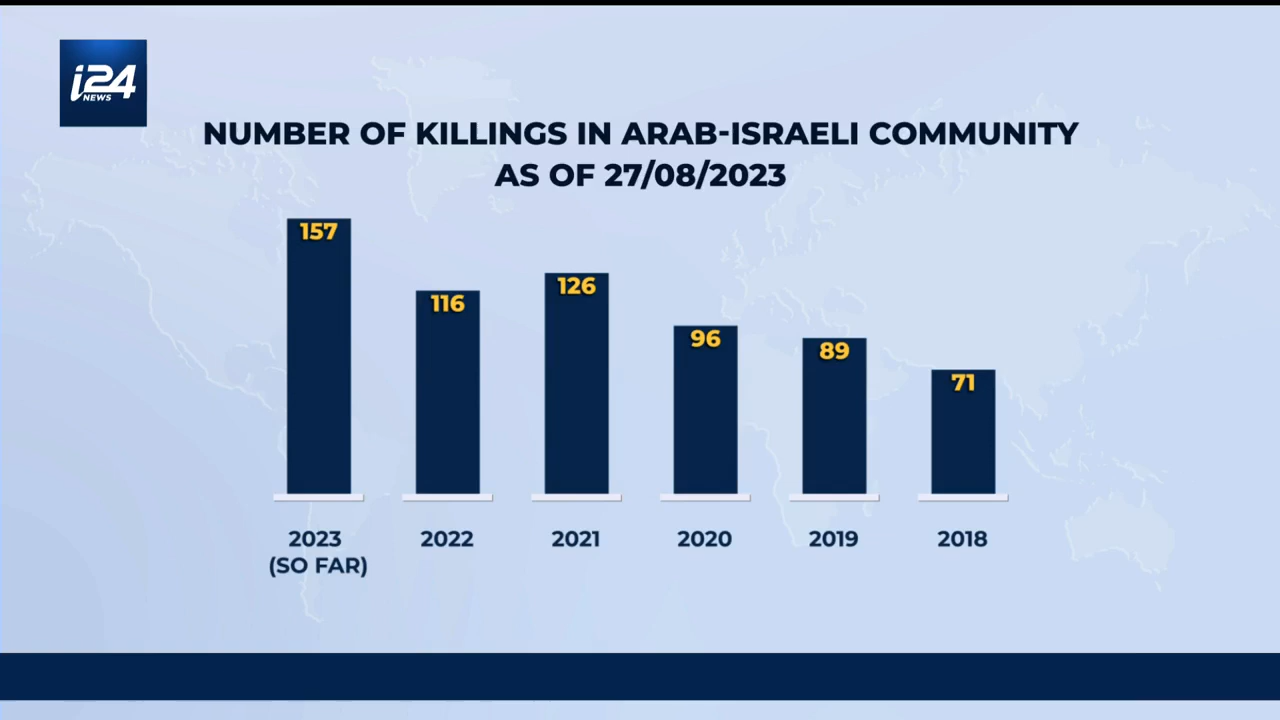 i24
NEWS
NUMBER OF KILLINGS IN ARAB-ISRAELI COMMUNITY
AS OF 27/08/2023
157
116
126
96
89
71
2023
(SO FAR)
2022
2021
2020
2019
2018